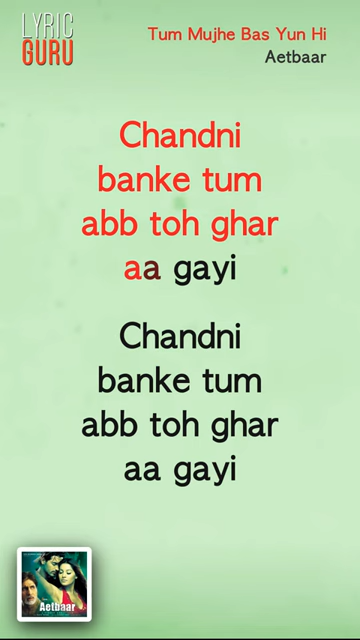 LYRIC
GURU
Tum Mujhe Bas Yun Hi
Aetbaar
Chandni
banke tum
abb toh ghar
aa gayi
Chandni
banke tum
abb toh ghar
aa gayi
Aetbaar